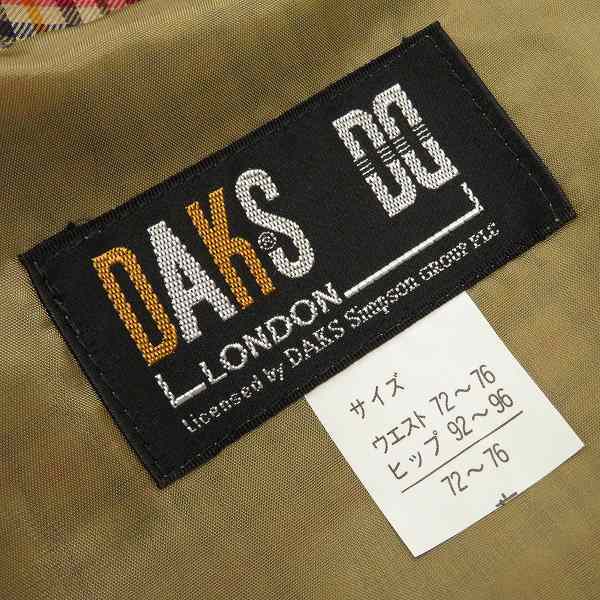 DAKS® DD
LONDON
Licensed by DAKS Simpson GROUP PLC
サイズ
ウエスト 72〜76
ヒップ 92〜96
72〜76